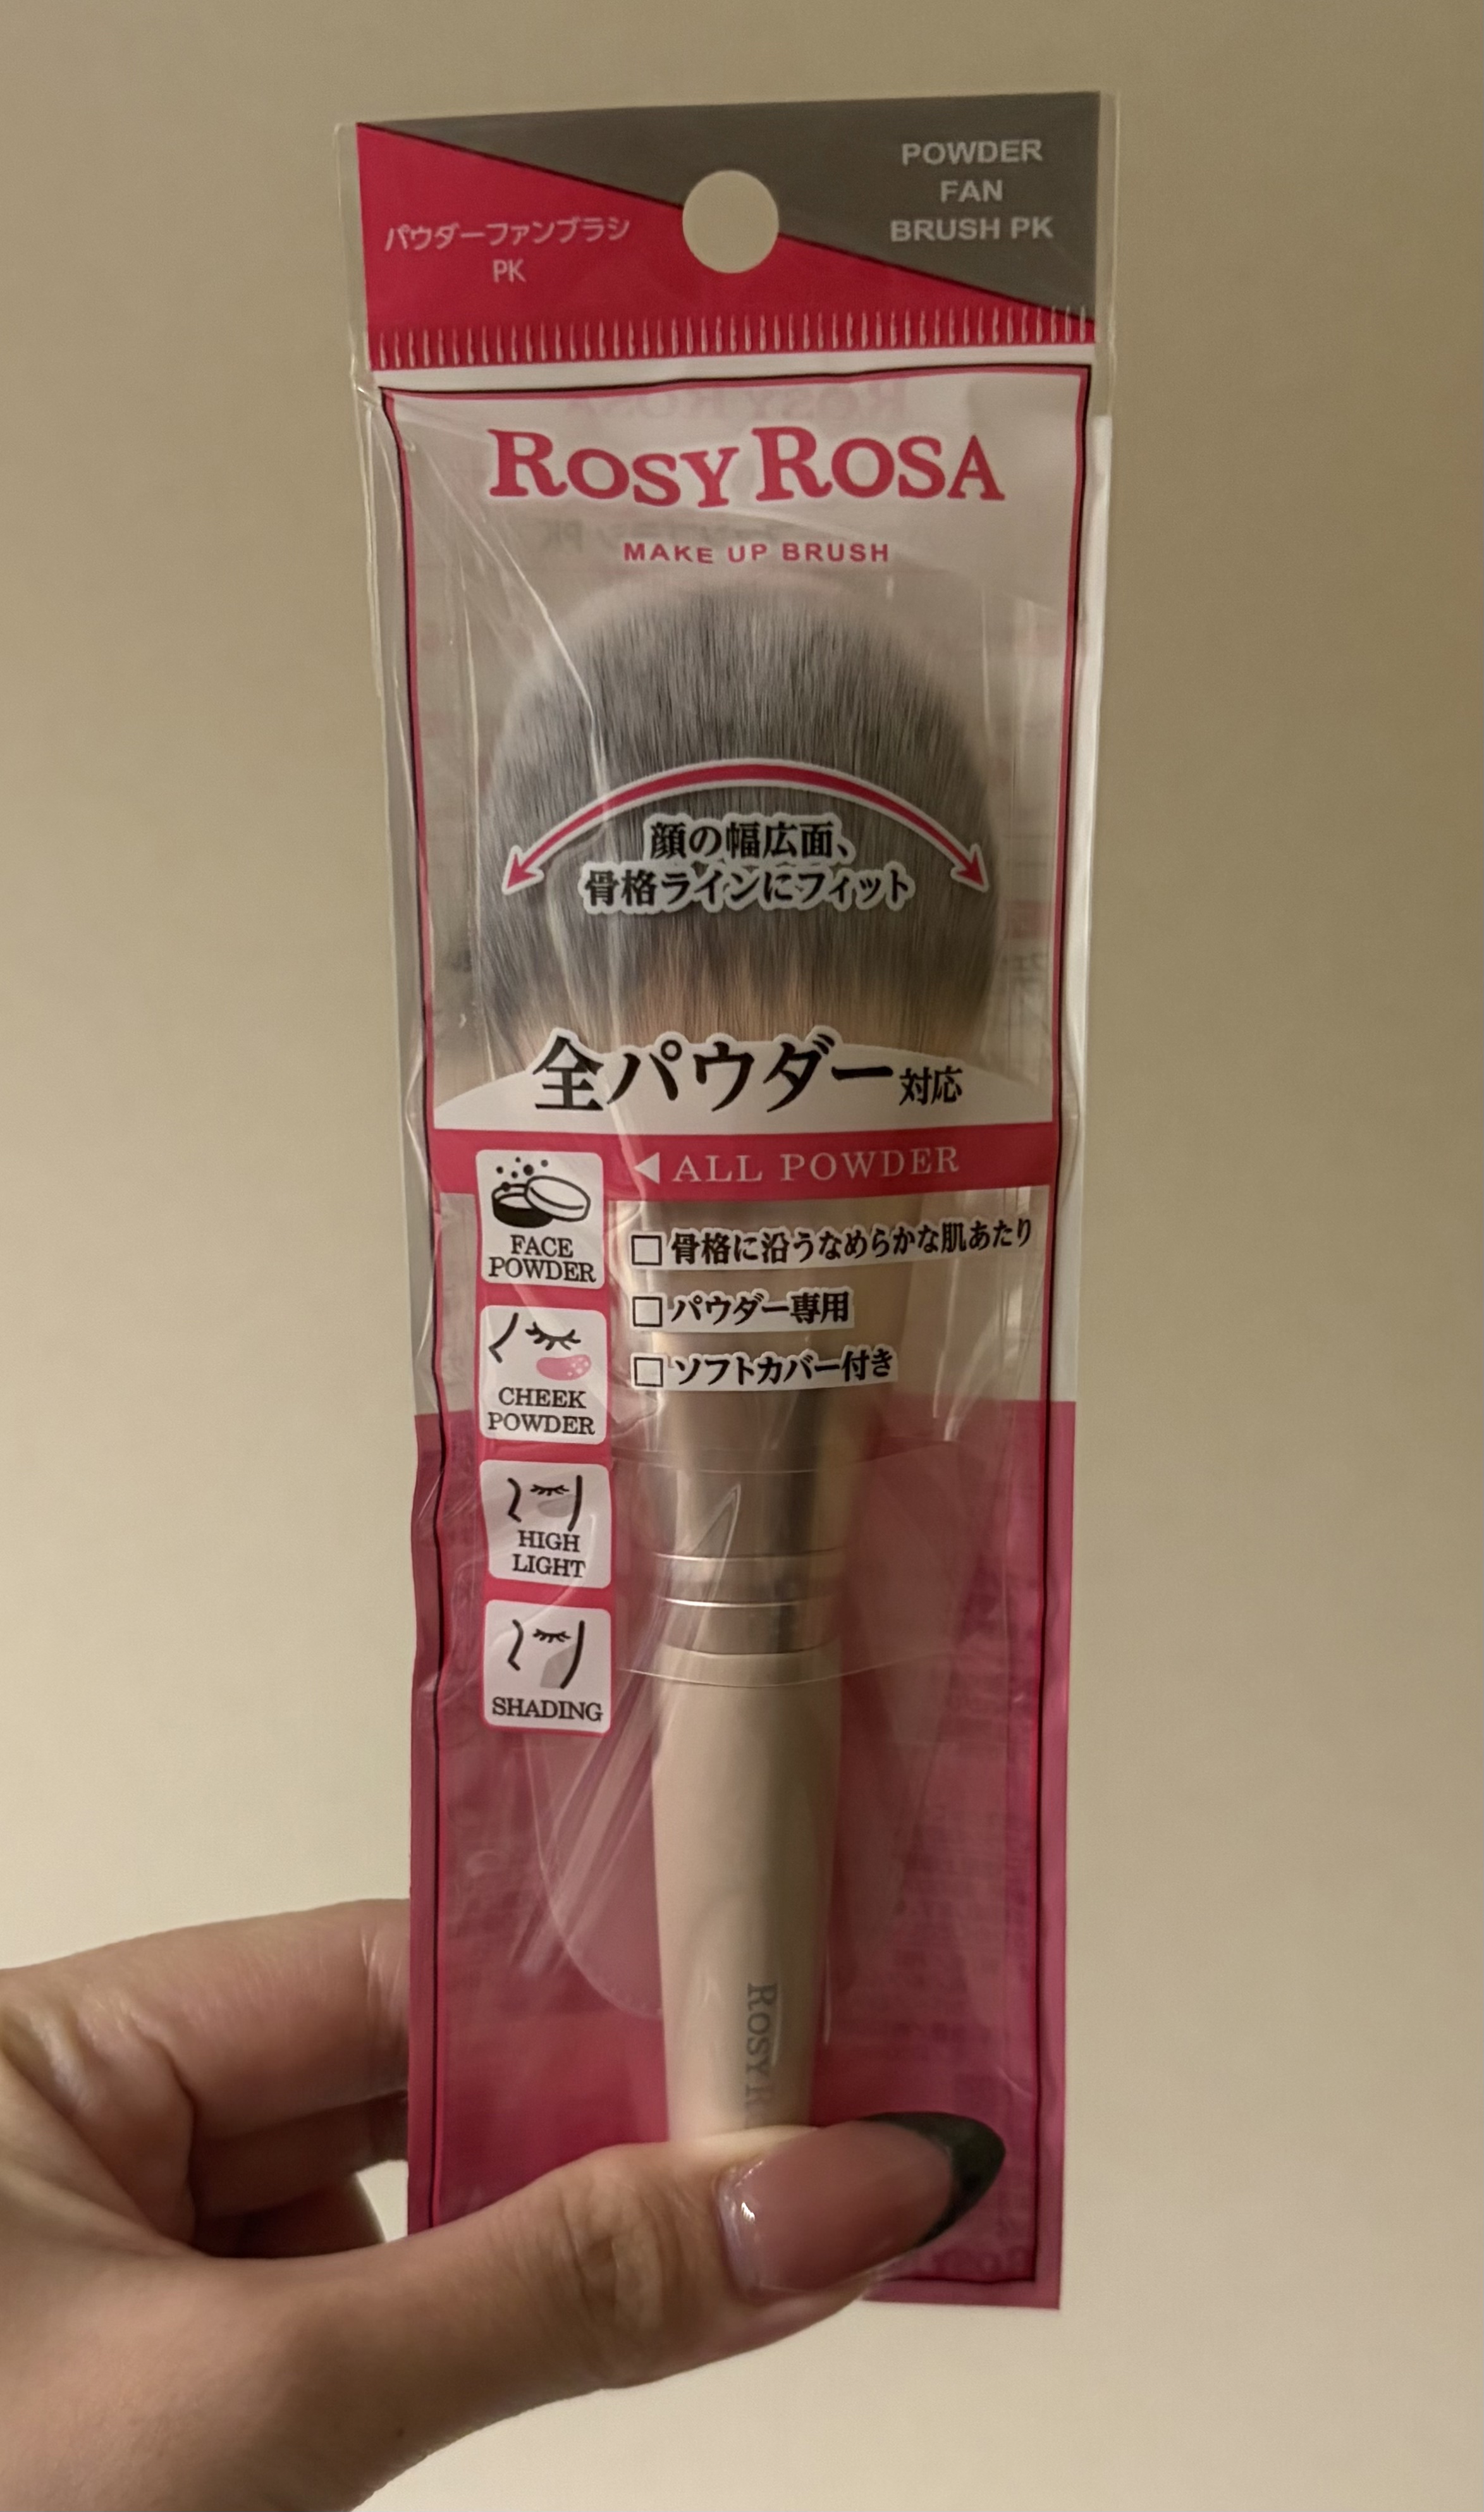 パウダーファンブラシ
PK
POWDER
FAN
BRUSH PK
ROSY ROSA
MAKE UP BRUSH
顔の幅広面、
骨格ラインにフィット
全パウダー対応
ALL POWDER
FACE
POWDER
□骨格に沿うなめらかな肌あたり
□パウダー専用
□ソフトカバー付き
CHEEK
POWDER
HIGH
LIGHT
SHADING
ROSY